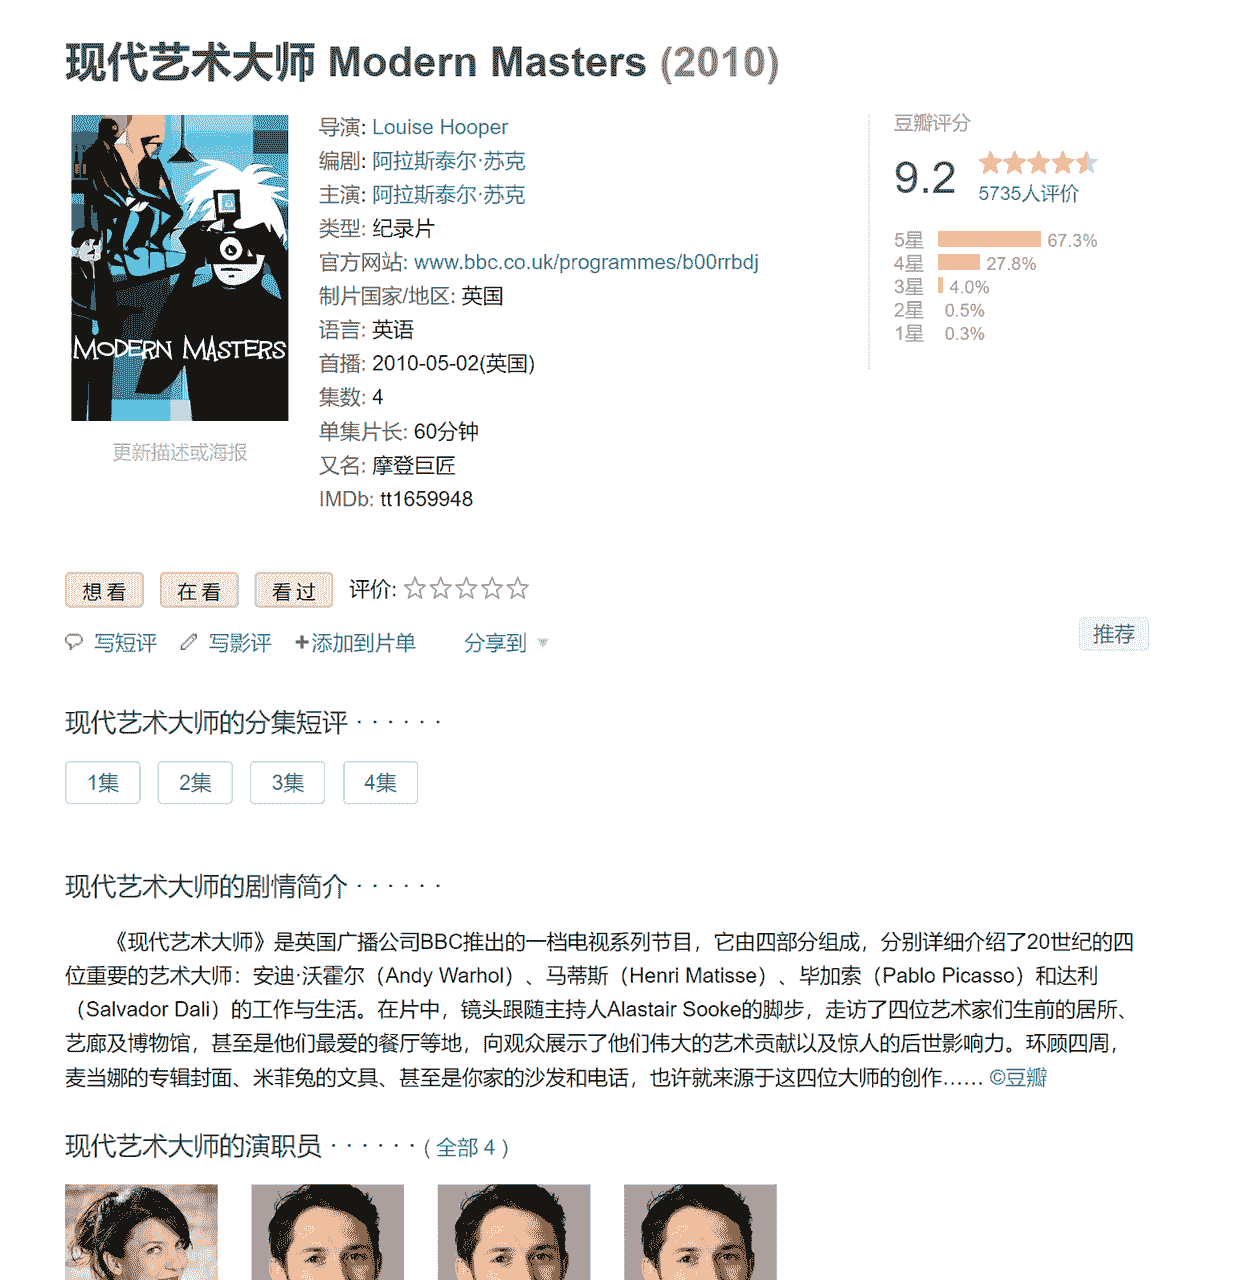 现代艺术大师 Modern Masters (2010)
MODERN MASTERS
更新描述或海报
导演: Louise Hooper
编剧: 阿拉斯泰尔·苏克
主演: 阿拉斯泰尔·苏克
类型: 纪录片
官方网站: www.bbc.co.uk/programmes/b00rrbdj
制片国家/地区: 英国
语言: 英语
首播: 2010-05-02(英国)
集数: 4
单集片长: 60分钟
又名: 摩登巨匠
IMDb: tt1659948
豆瓣评分
9.2
5735人评价
5星 67.3%
4星 27.8%
3星 4.0%
2星 0.5%
1星 0.3%
想看 在看 看过 评价:
写短评 写影评 +添加到片单 分享到
推荐
现代艺术大师的分集短评 · · · · · ·
1集 2集 3集 4集
现代艺术大师的剧情简介 · · · · · ·
《现代艺术大师》是英国广播公司BBC推出的一档电视系列节目，它由四部分组成，分别详细介绍了20世纪的四
位重要的艺术大师：安迪·沃霍尔（Andy Warhol）、马蒂斯（Henri Matisse）、毕加索（Pablo Picasso）和达利
（Salvador Dali）的工作与生活。在片中，镜头跟随主持人Alastair Sooke的脚步，走访了四位艺术家们生前的居所、
艺廊及博物馆，甚至是他们最爱的餐厅等地，向观众展示了他们伟大的艺术贡献以及惊人的后世影响力。环顾四周，
麦当娜的专辑封面、米菲兔的文具、甚至是你家的沙发和电话，也许就来源于这四位大师的创作…… ©豆瓣
现代艺术大师的演职员 · · · · · · ( 全部 4 )